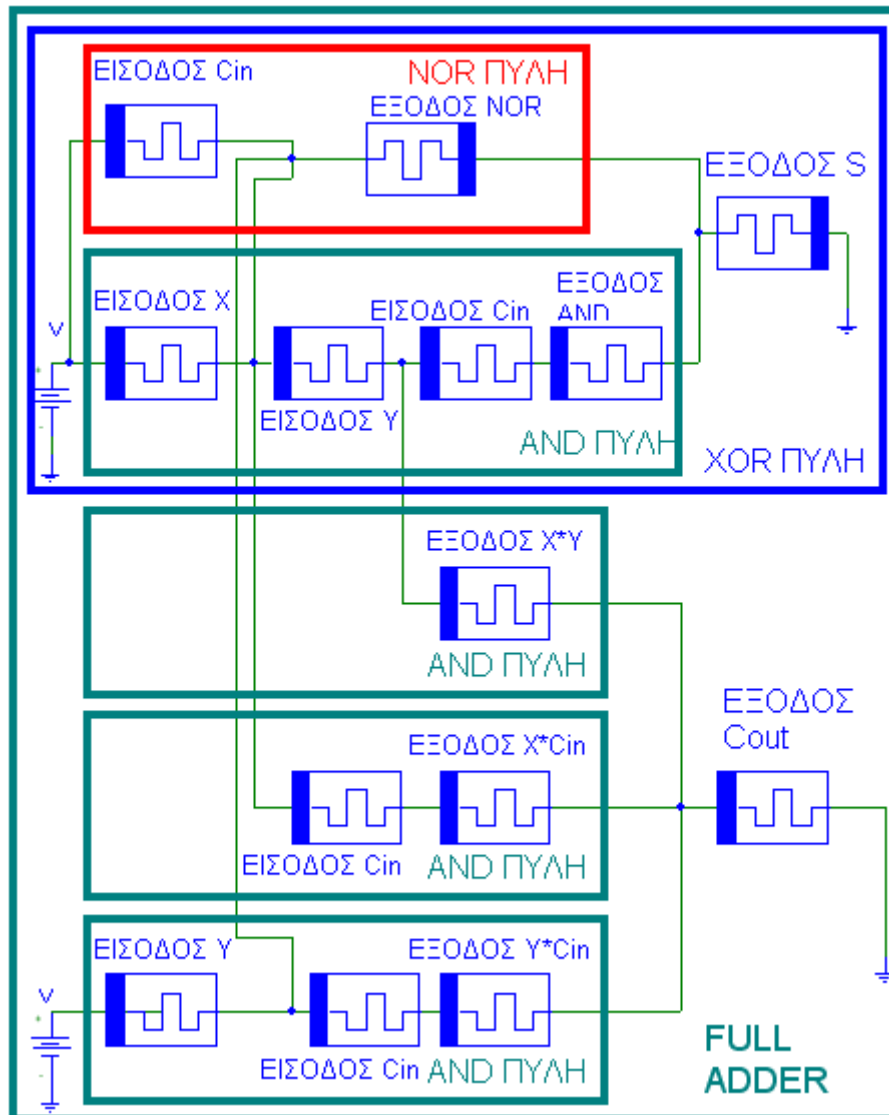 ΕΙΣΟΔΟΣ Cin
NOR ΠΥΛΗ
ΕΞΟΔΟΣ NOR
ΕΞΟΔΟΣ S
ΕΙΣΟΔΟΣ X
ΕΞΟΔΟΣ
AND
ΕΙΣΟΔΟΣ Cin
V
ΕΙΣΟΔΟΣ Y
AND ΠΥΛΗ
XOR ΠΥΛΗ
ΕΞΟΔΟΣ X*Y
AND ΠΥΛΗ
ΕΞΟΔΟΣ
Cout
ΕΞΟΔΟΣ X*Cin
ΕΙΣΟΔΟΣ Cin
AND ΠΥΛΗ
ΕΙΣΟΔΟΣ Y
ΕΞΟΔΟΣ Y*Cin
V
ΕΙΣΟΔΟΣ Cin
AND ΠΥΛΗ
FULL
ADDER